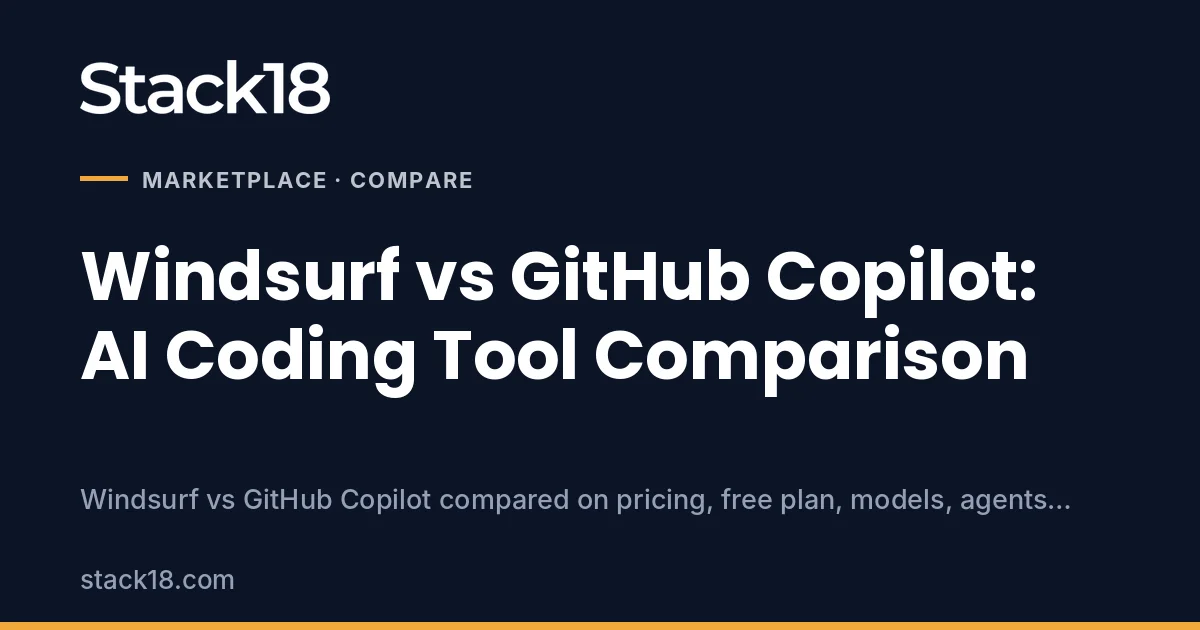 Stack18
MARKETPLACE · COMPARE
Windsurf vs GitHub Copilot:
AI Coding Tool Comparison
Windsurf vs GitHub Copilot compared on pricing, free plan, models, agents...
stack18.com